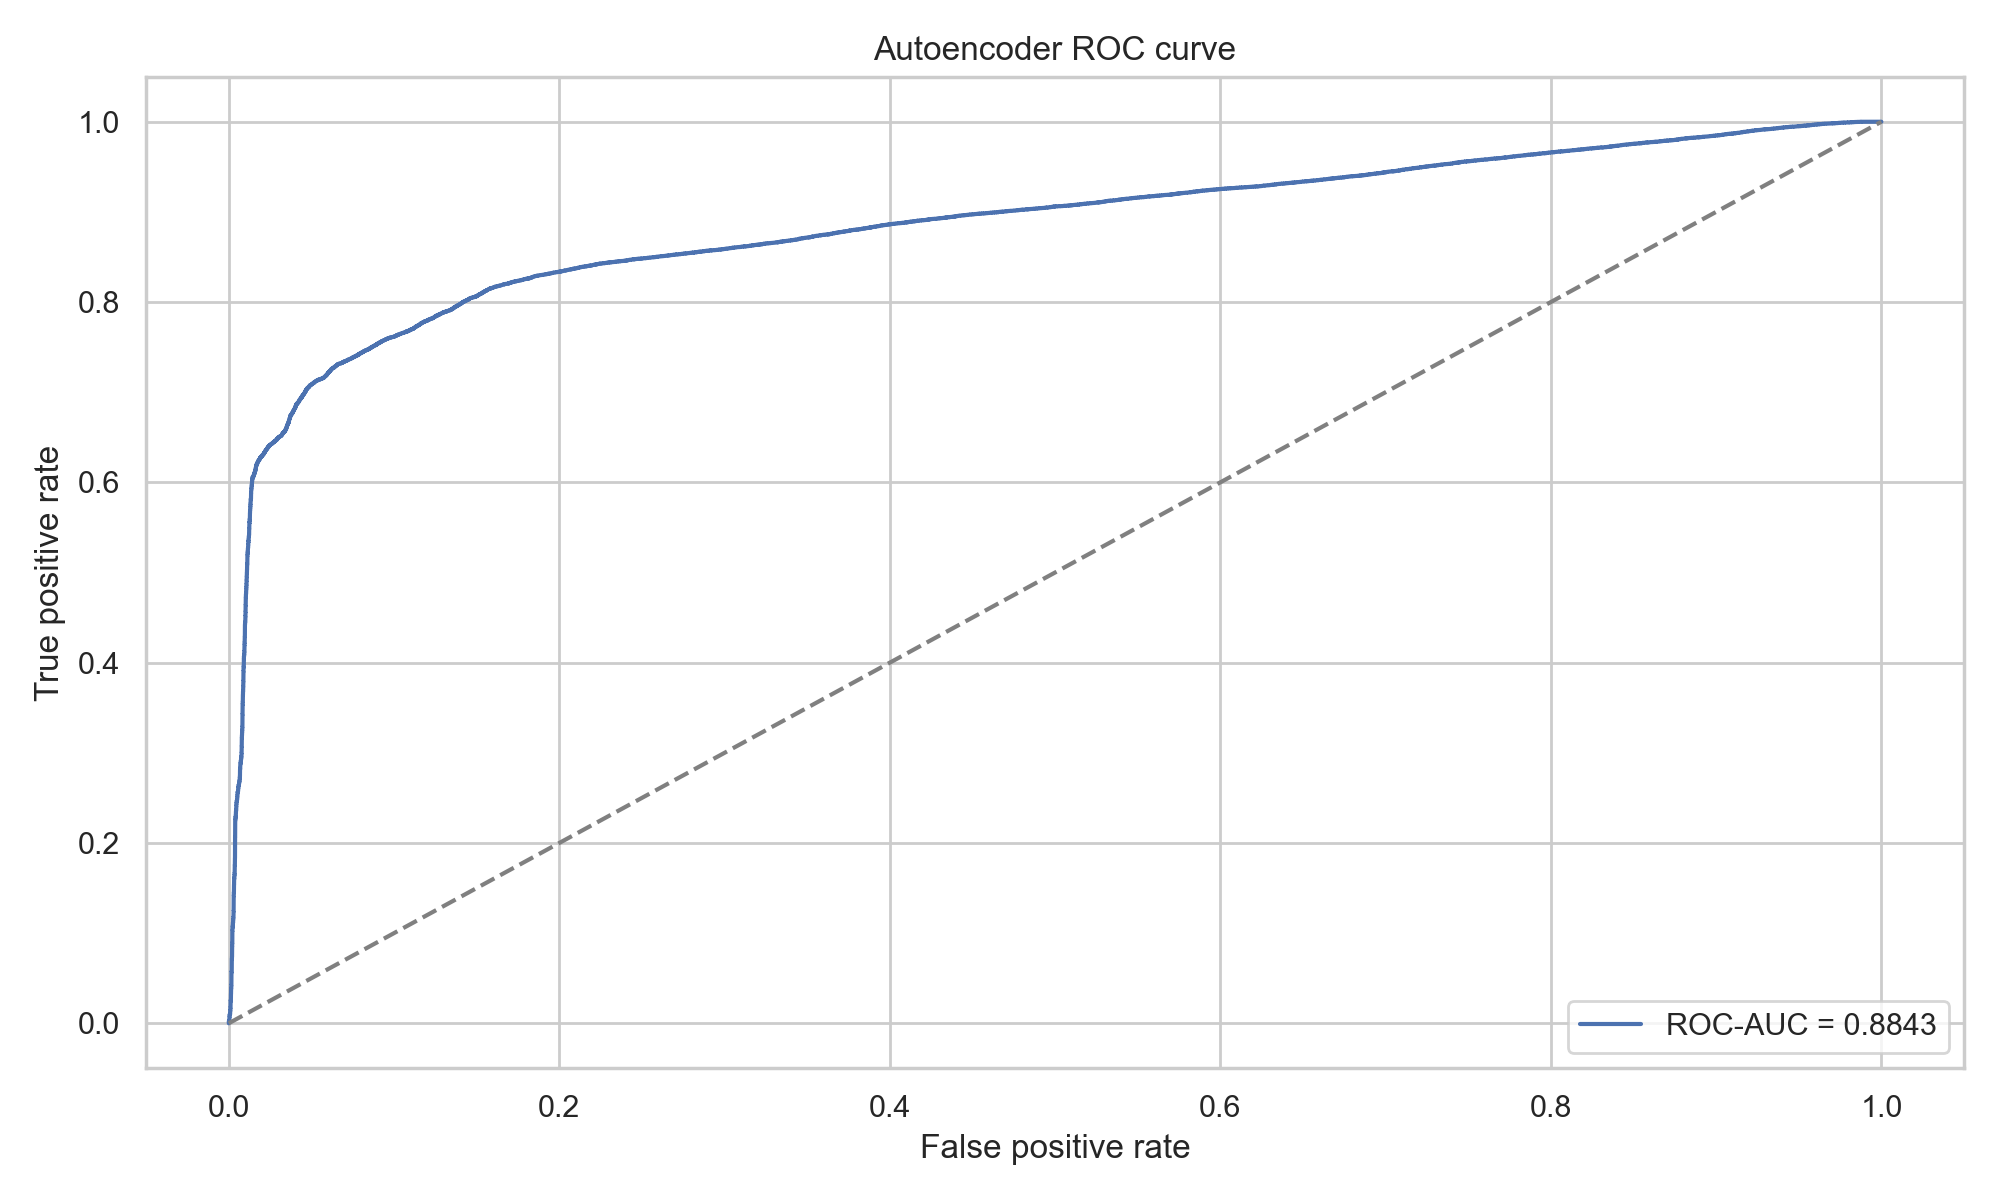 Autoencoder ROC curve
1.0
0.8
0.6
0.4
0.2
0.0
True positive rate
ROC-AUC = 0.8843
0.0 0.2 0.4 0.6 0.8 1.0
False positive rate